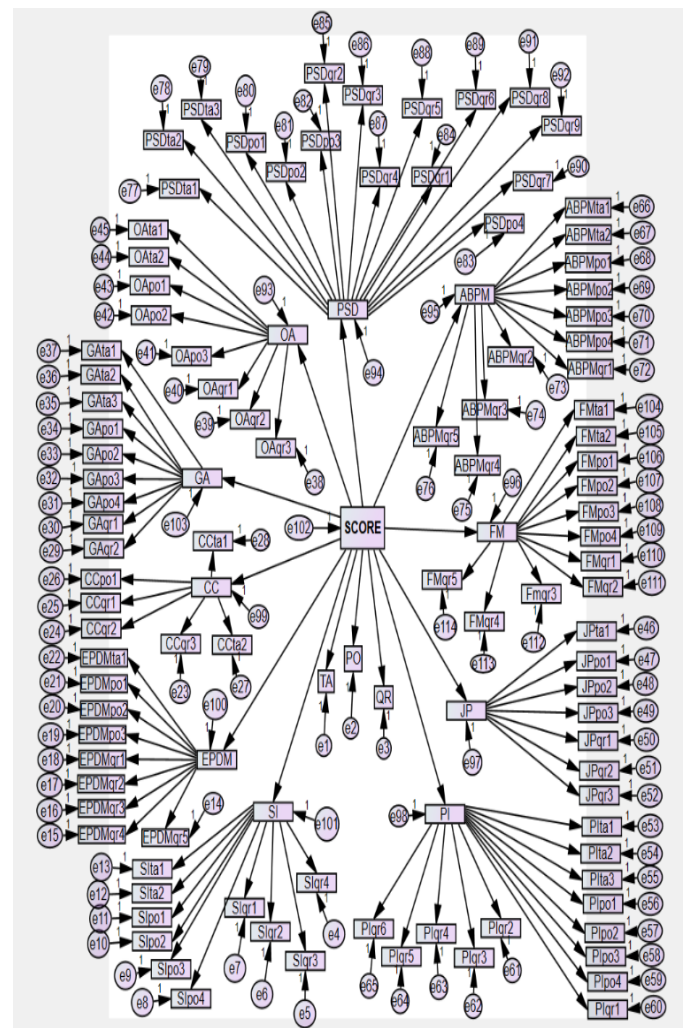 e85
e86
e88
e89
e91
e92
e79
e78
e80
e81
e82
e87
e84
e90
e77
e83
PSDqr2
PSDqr3
PSDqr5
PSDqr6
PSDqr8
PSDqr9
PSDta3
PSDta2
PSDpo1
PSDpo2
PSDpo3
PSDqr4
PSDqr1
PSDqr7
PSDta1
PSDpo4
PSD
e94
e45 OAta1
e44 OAta2
e43 OApo1
e42 OApo2
e41 OApo3
e40 OAqr1
e39 OAqr2
OAqr3 e38
e93
OA
ABPMta1 e66
ABPMta2 e67
ABPMpo1 e68
ABPMpo2 e69
ABPMpo3 e70
ABPMpo4 e71
ABPMqr1 e72
ABPMqr2 e73
ABPMqr3 e74
ABPMqr4 e75
ABPMqr5 e76
e95 ABPM
e37 GAta1
e36 GAta2
e35 GAta3
e34 GApo1
e33 GApo2
e32 GApo3
e31 GApo4
e30 GAqr1
e29 GAqr2
GA
e103
FMta1 e104
FMta2 e105
FMpo1 e106
FMpo2 e107
FMpo3 e108
FMpo4 e109
FMqr1 e110
FMqr2 e111
Fmqr3 e112
FMqr4 e113
FMqr5 e114
e96
FM
e102 SCORE
CCta1 e28
e26 CCpo1
e25 CCqr1
e24 CCqr2
CCqr3 e23
CCta2 e27
CC
e99
TA
PO
QR
e1
e2
e3
e22 EPDMta1
e21 EPDMpo1
e20 EPDMpo2
e19 EPDMpo3
e18 EPDMqr1
e17 EPDMqr2
e16 EPDMqr3
e15 EPDMqr4
EPDMqr5 e14
e100
EPDM
JPta1 e46
JPpo1 e47
JPpo2 e48
JPpo3 e49
JPqr1 e50
JPqr2 e51
JPqr3 e52
JP
e97
SI e101
e13 SIta1
e12 SIta2
e11 SIpo1
e10 SIpo2
e9 SIpo3
e8 SIpo4
SIqr1 e7
SIqr2 e6
SIqr3 e5
SIqr4 e4
e98 PI
PIta1 e53
PIta2 e54
PIta3 e55
PIpo1 e56
PIpo2 e57
PIpo3 e58
PIpo4 e59
PIqr1 e60
PIqr2 e61
PIqr3 e62
PIqr4 e63
PIqr5 e64
PIqr6 e65